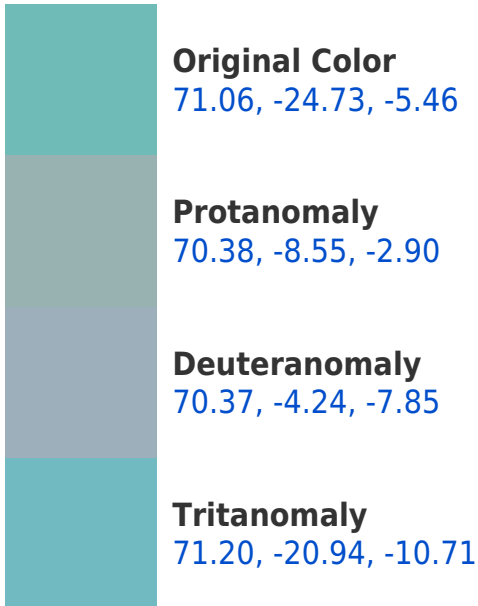 Original Color
71.06, -24.73, -5.46
Protanomaly
70.38, -8.55, -2.90
Deuteranomaly
70.37, -4.24, -7.85
Tritanomaly
71.20, -20.94, -10.71